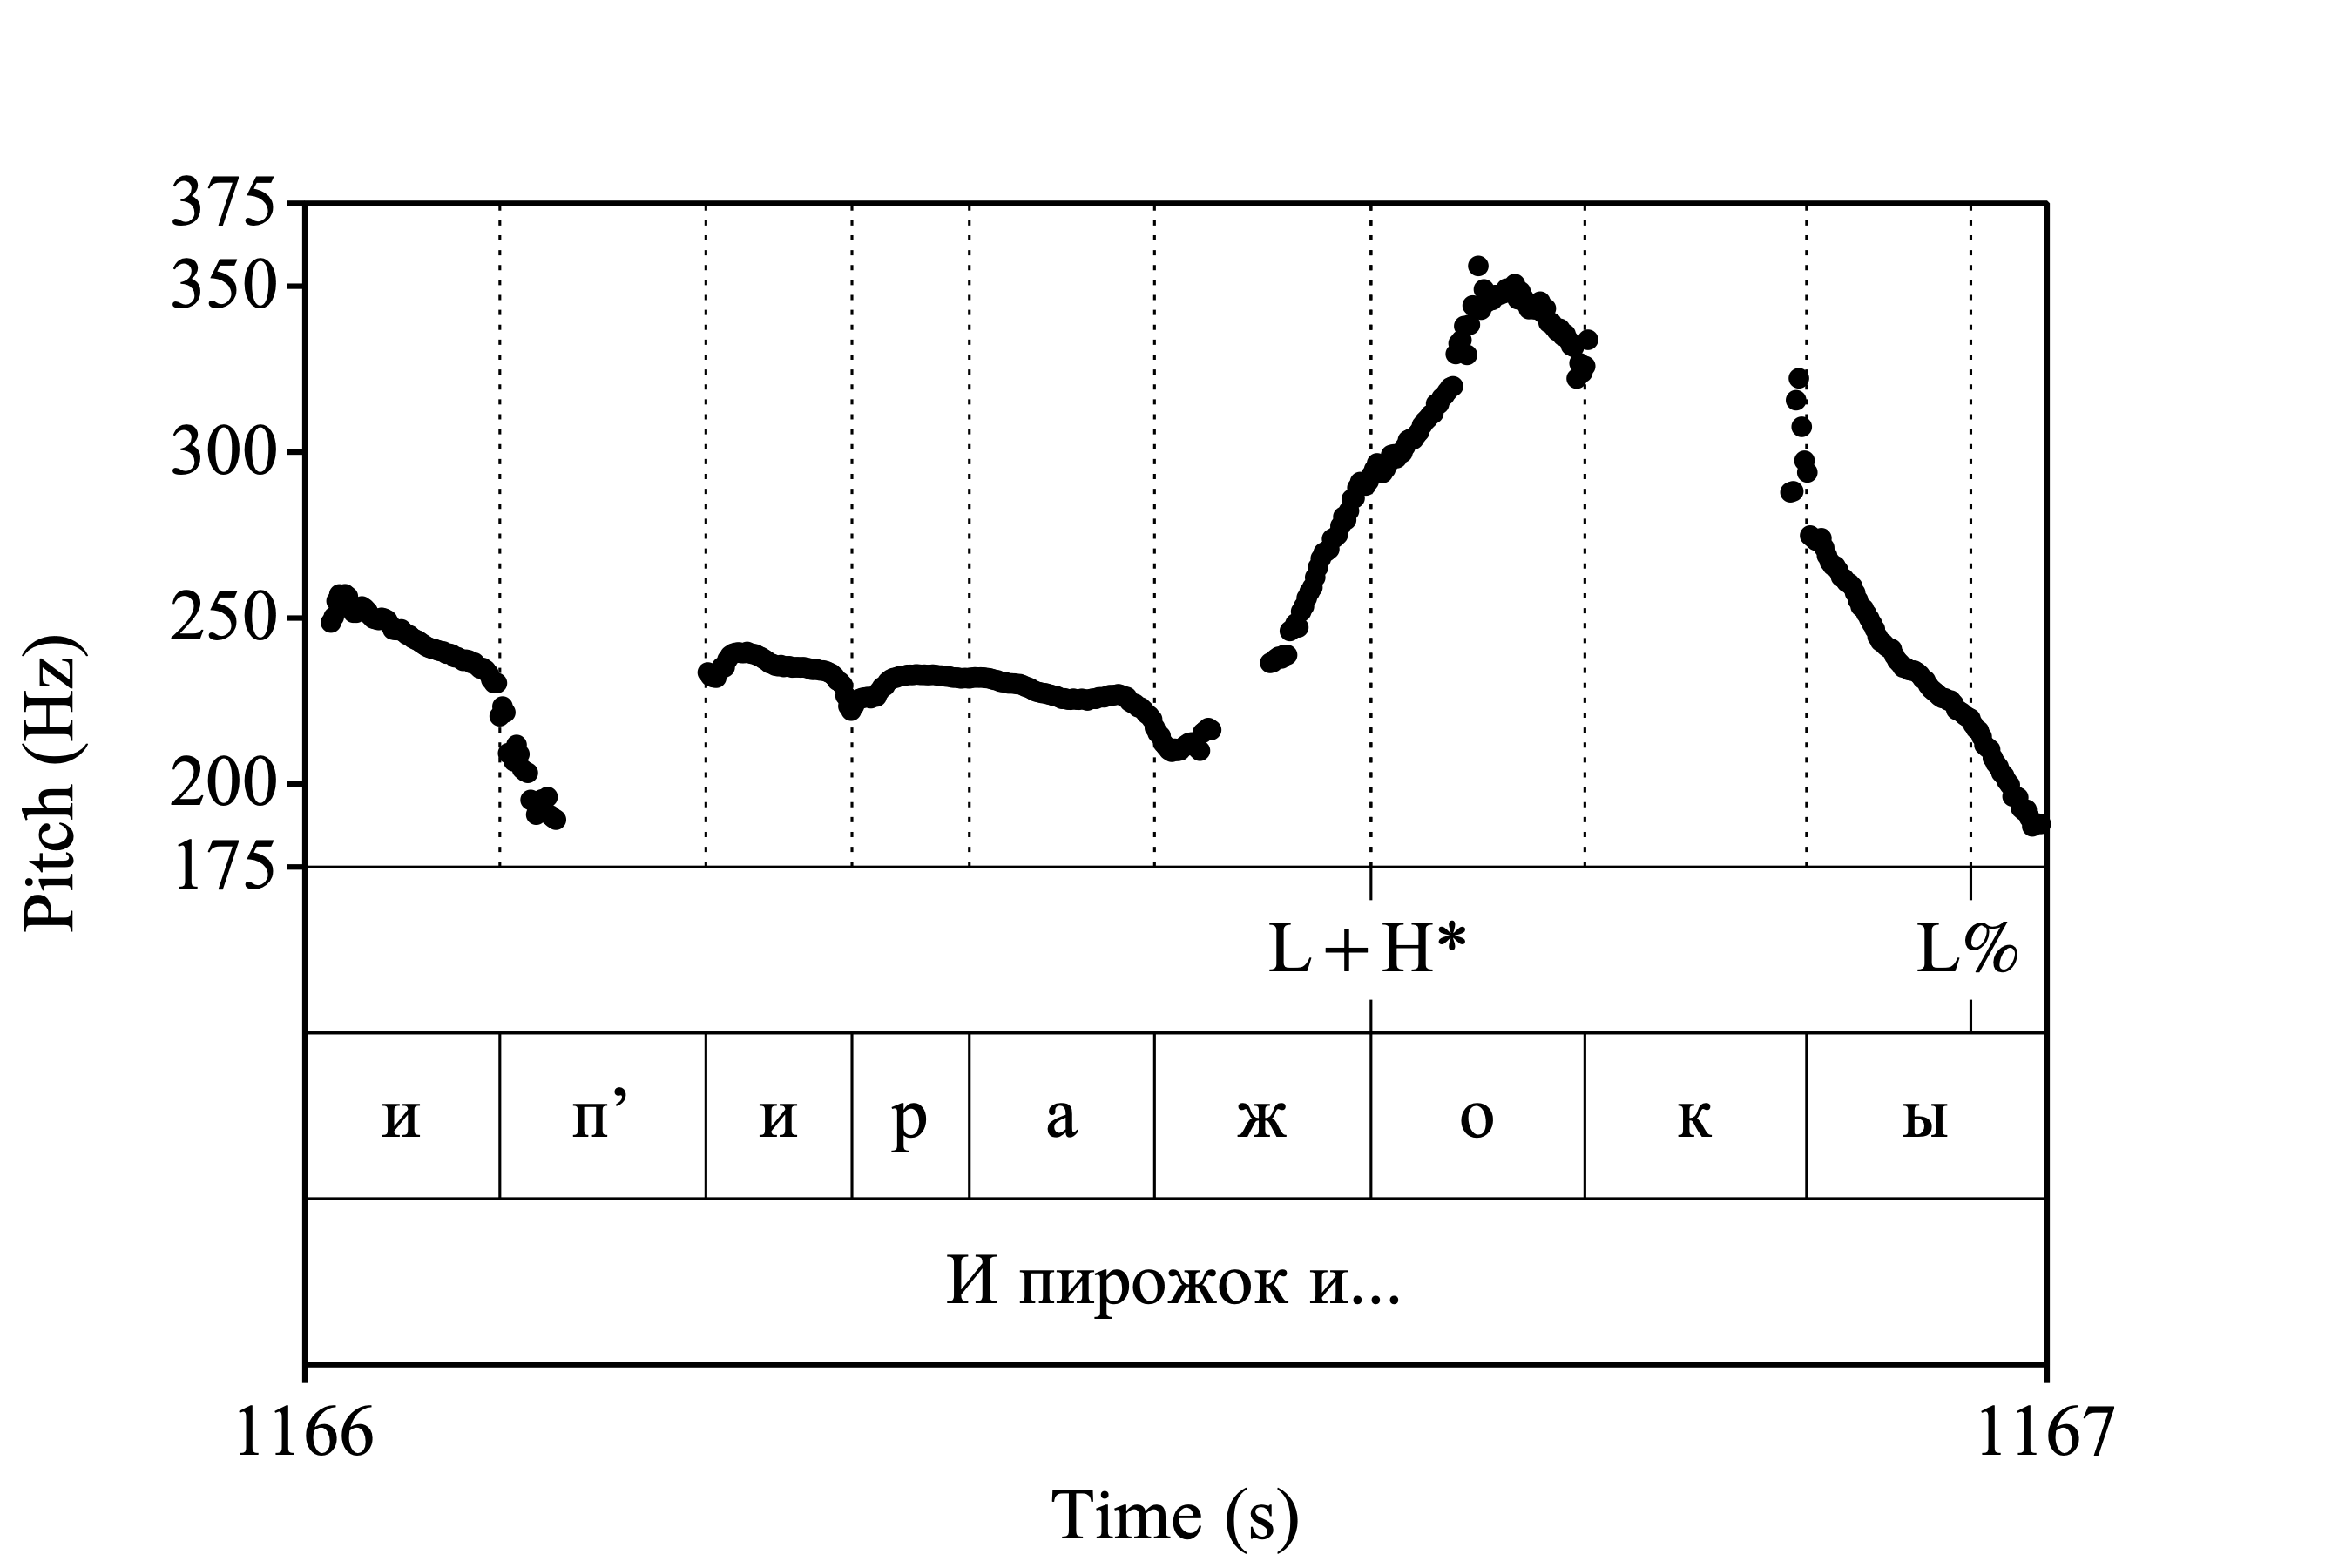 375
350
300
250
200
175
Pitch (Hz)
L+H* L%
и п’ и р а ж о к ы
И пирожок и...
1166 1167
Time (s)